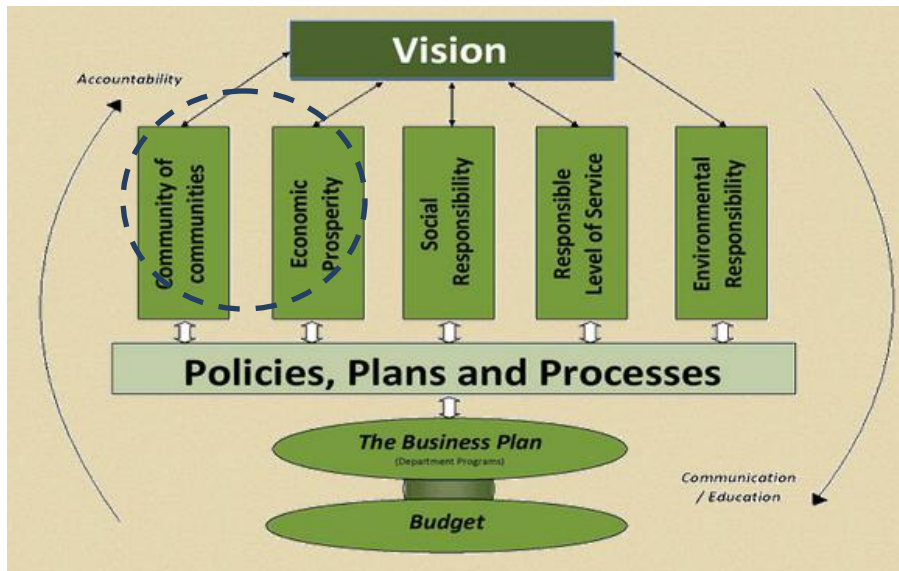 Vision
Accountability
Community of
communities
Economic
Prosperity
Social
Responsibility
Responsible
Level of Service
Environmental
Responsibility
Policies, Plans and Processes
The Business Plan
(Department Programs)
Communication
/ Education
Budget